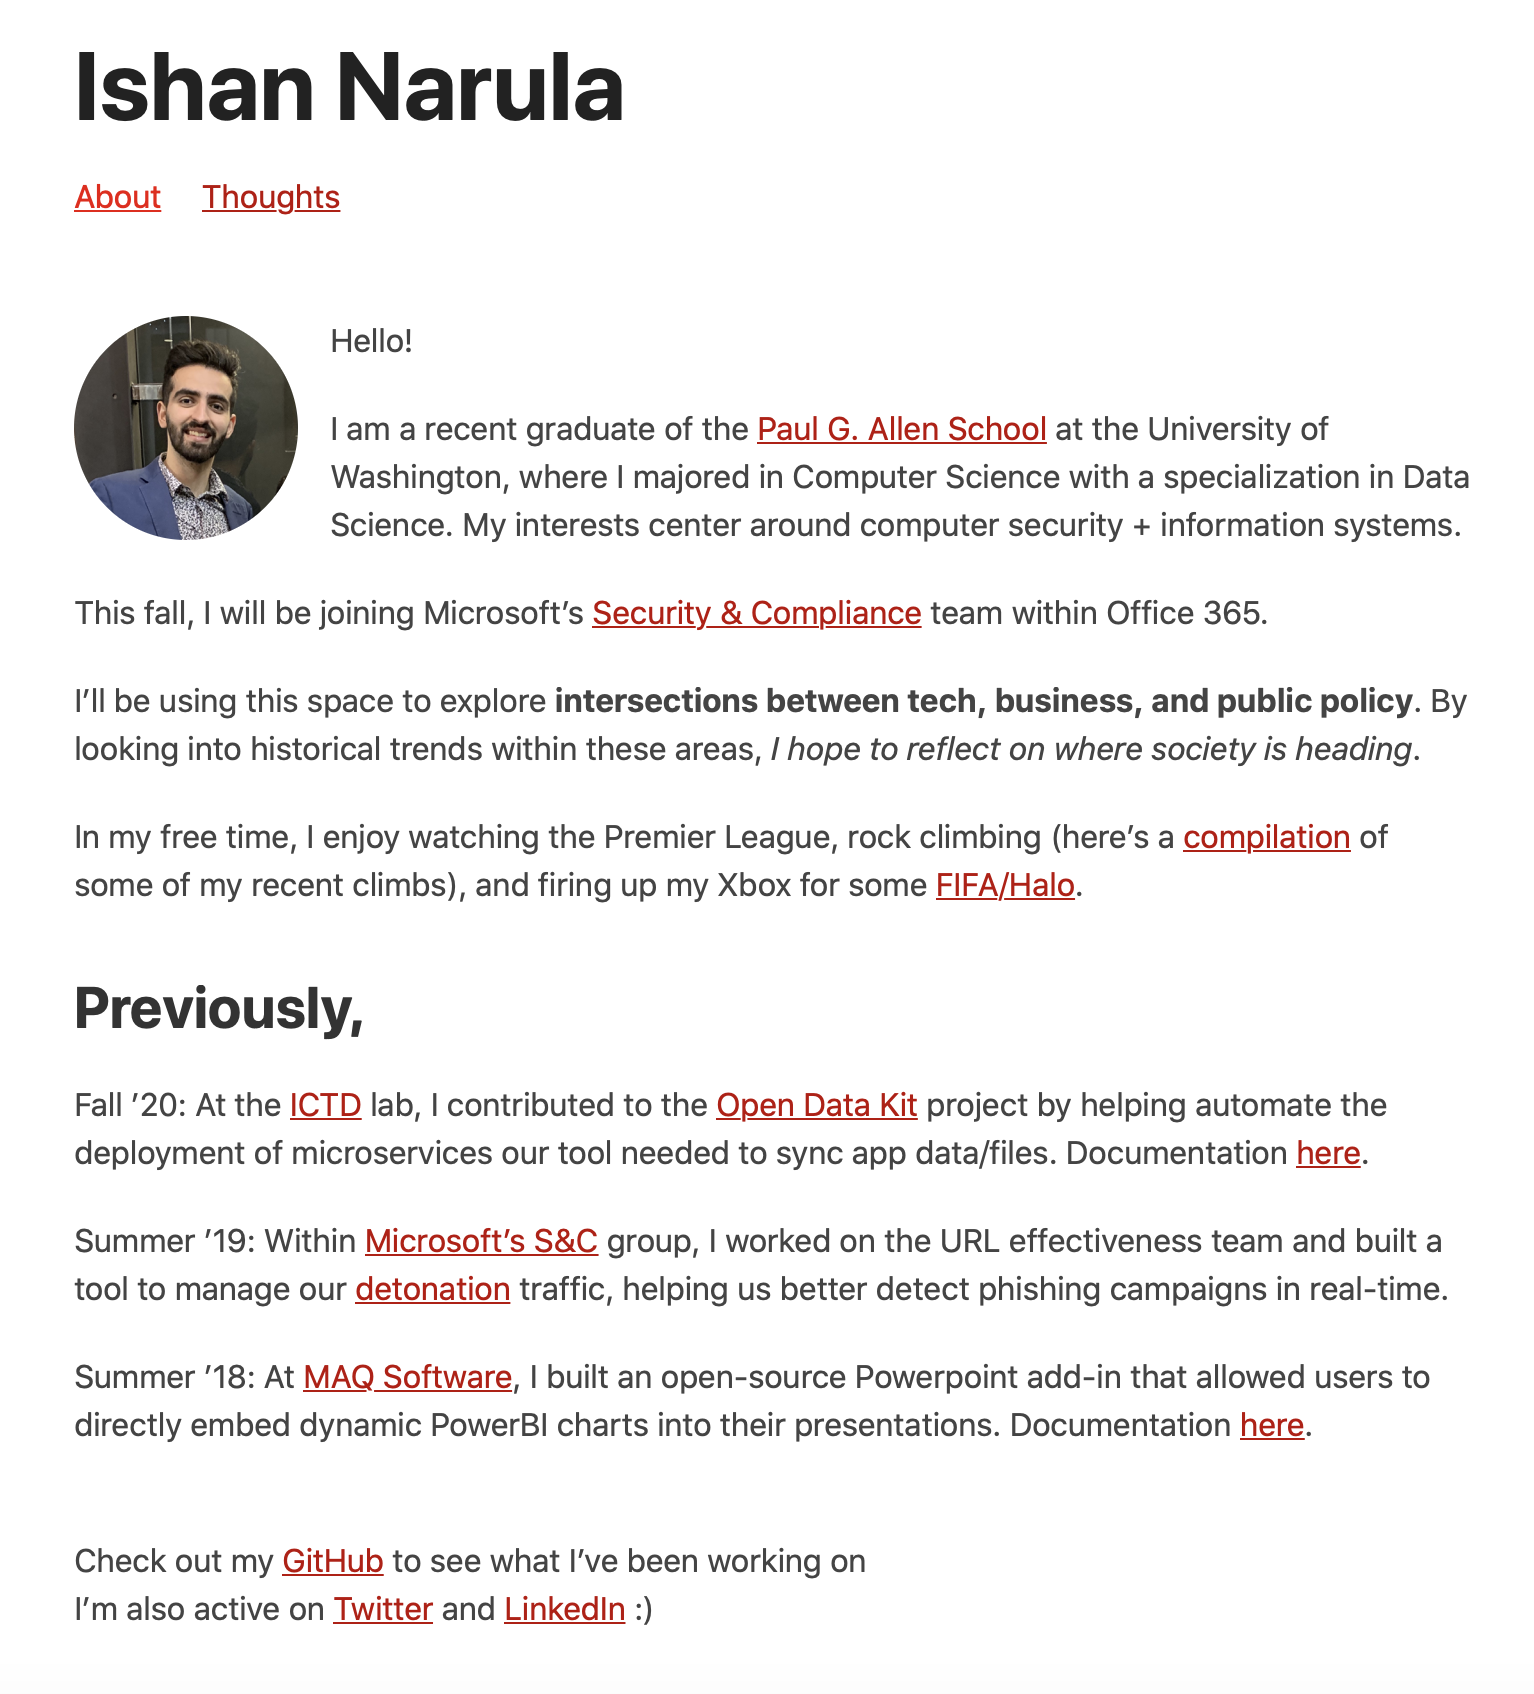 Ishan Narula
About Thoughts
Hello!
I am a recent graduate of the Paul G. Allen School at the University of
Washington, where I majored in Computer Science with a specialization in Data
Science. My interests center around computer security + information systems.
This fall, I will be joining Microsoft’s Security & Compliance team within Office 365.
I’ll be using this space to explore intersections between tech, business, and public policy. By
looking into historical trends within these areas, I hope to reflect on where society is heading.
In my free time, I enjoy watching the Premier League, rock climbing (here’s a compilation of
some of my recent climbs), and firing up my Xbox for some FIFA/Halo.
Previously,
Fall ’20: At the ICTD lab, I contributed to the Open Data Kit project by helping automate the
deployment of microservices our tool needed to sync app data/files. Documentation here.
Summer ’19: Within Microsoft’s S&C group, I worked on the URL effectiveness team and built a
tool to manage our detonation traffic, helping us better detect phishing campaigns in real-time.
Summer ’18: At MAQ Software, I built an open-source Powerpoint add-in that allowed users to
directly embed dynamic PowerBI charts into their presentations. Documentation here.
Check out my GitHub to see what I’ve been working on
I’m also active on Twitter and LinkedIn :)